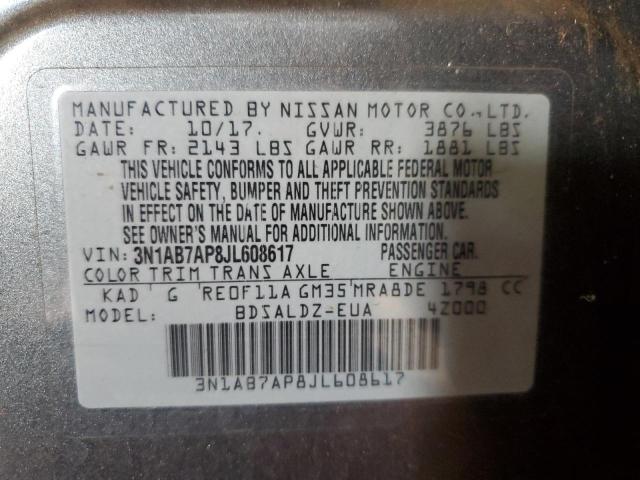 MANUFACTURED BY NISSAN MOTOR CO.,LTD.
DATE: 10/17. GVWR: 3876 LBS
GAWR FR: 2143 LBS GAWR RR: 1881 LBS
THIS VEHICLE CONFORMS TO ALL APPLICABLE FEDERAL MOTOR
VEHICLE SAFETY, BUMPER AND THEFT PREVENTION STANDARDS
IN EFFECT ON THE DATE OF MANUFACTURE SHOWN ABOVE.
SEE OWNER'S MANUAL FOR ADDITIONAL INFORMATION.
VIN: 3N1AB7AP8JL608617 PASSENGER CAR.
COLOR TRIM TRANS AXLE ENGINE
KAD G RE0F11A GM35 MRA8DE 1798 CC
MODEL: BDSALDZ-EUA 4Z000
3N1AB7AP8JL608617